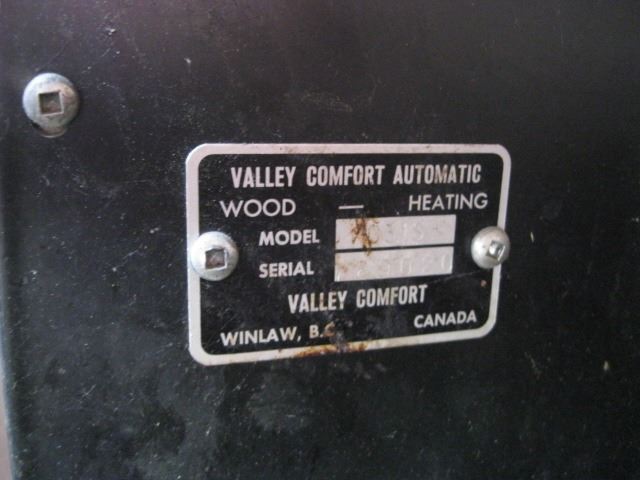 VALLEY COMFORT AUTOMATIC
WOOD — HEATING
MODEL
SERIAL
VALLEY COMFORT
WINLAW, B.C. CANADA